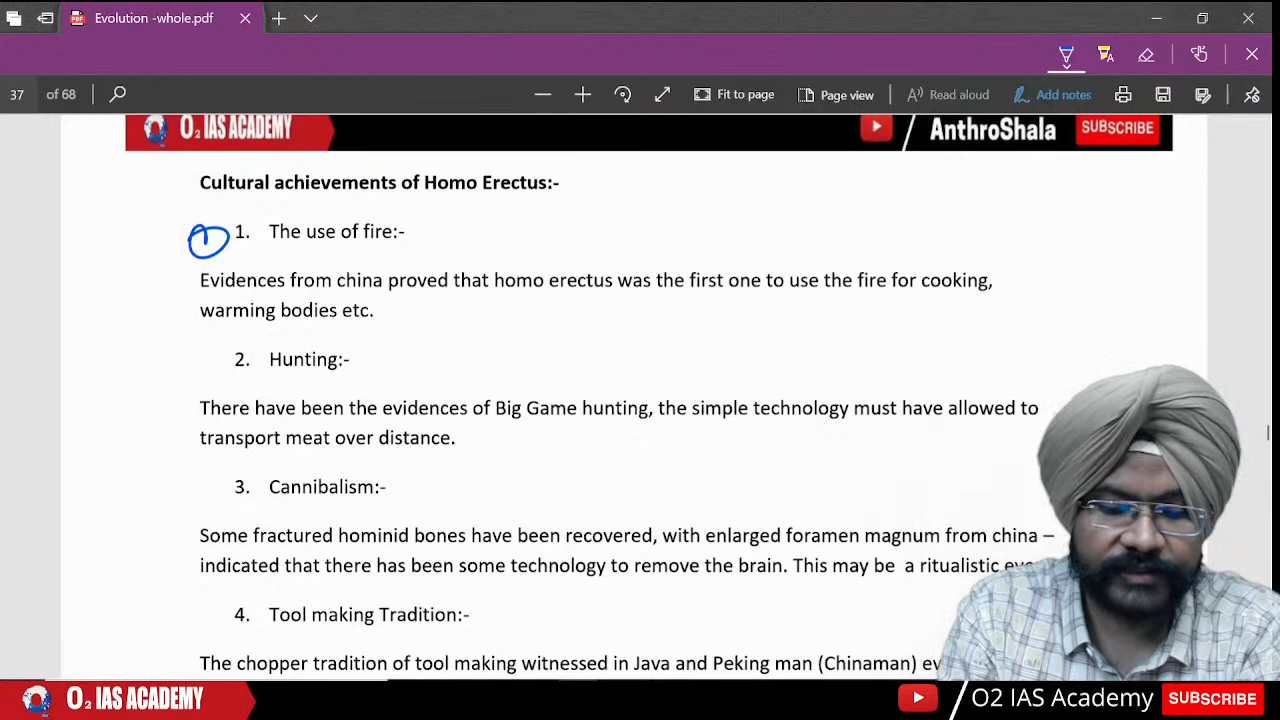 Evolution -whole.pdf
37 of 68
Fit to page
Page view
Read aloud
Add notes
O2 IAS ACADEMY
AnthroShala
SUBSCRIBE
Cultural achievements of Homo Erectus:-
1
1. The use of fire:-
Evidences from china proved that homo erectus was the first one to use the fire for cooking,
warming bodies etc.
2. Hunting:-
There have been the evidences of Big Game hunting, the simple technology must have allowed to
transport meat over distance.
3. Cannibalism:-
Some fractured hominid bones have been recovered, with enlarged foramen magnum from china –
indicated that there has been some technology to remove the brain. This may be a ritualistic
4. Tool making Tradition:-
The chopper tradition of tool making witnessed in Java and Peking man (Chinaman)
O2 IAS ACADEMY
O2 IAS Academy
SUBSCRIBE